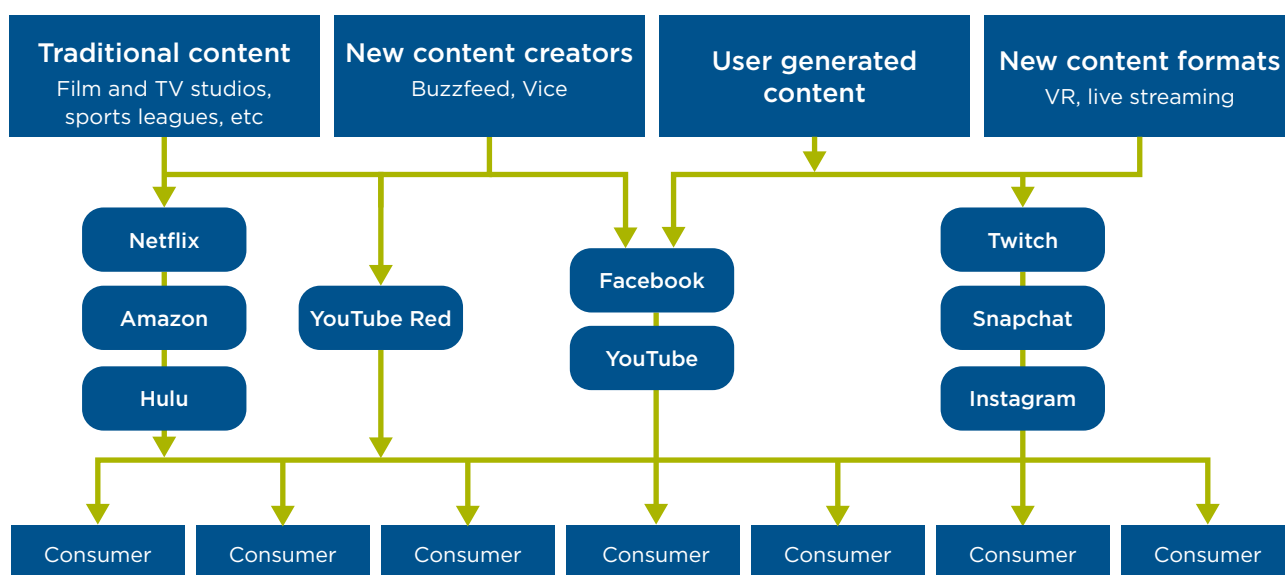 Traditional content
Film and TV studios,
sports leagues, etc
New content creators
Buzzfeed, Vice
User generated
content
New content formats
VR, live streaming
Netflix
Amazon
Hulu
YouTube Red
Facebook
YouTube
Twitch
Snapchat
Instagram
Consumer
Consumer
Consumer
Consumer
Consumer
Consumer
Consumer